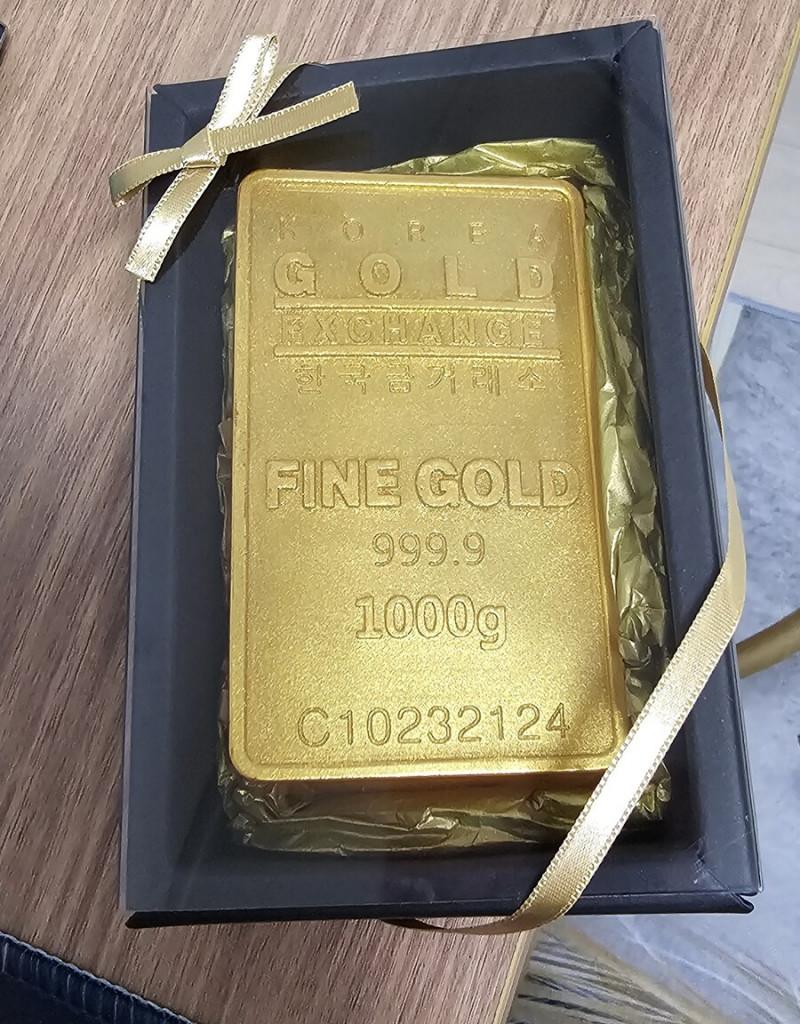 KOREA
GOLD
EXCHANGE
한국금거래소
FINE GOLD
999.9
1000g
C10232124